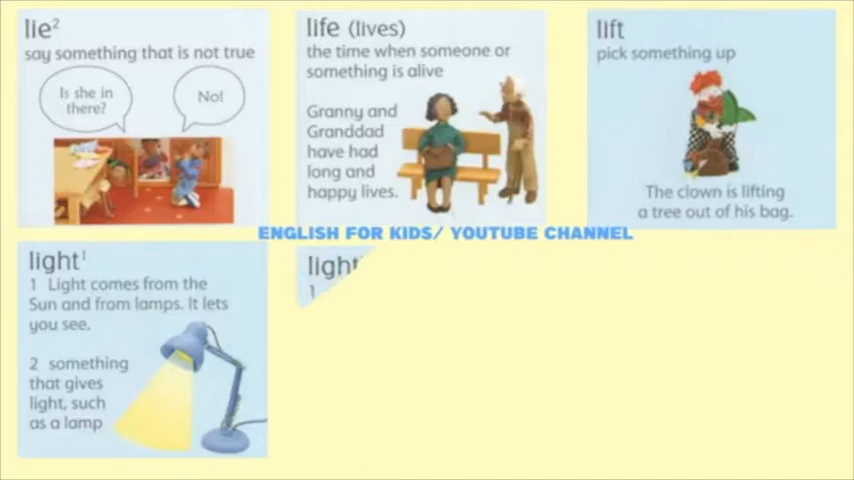 lie²
say something that is not true
Is she in
there?
No!
life (lives)
the time when someone or
something is alive
Granny and
Granddad
have had
long and
happy lives.
lift
pick something up
The clown is lifting
a tree out of his bag.
ENGLISH FOR KIDS/ YOUTUBE CHANNEL
light¹
1 Light comes from the
Sun and from lamps. It lets
you see.
2 something
that gives
light, such
as a lamp
light
1